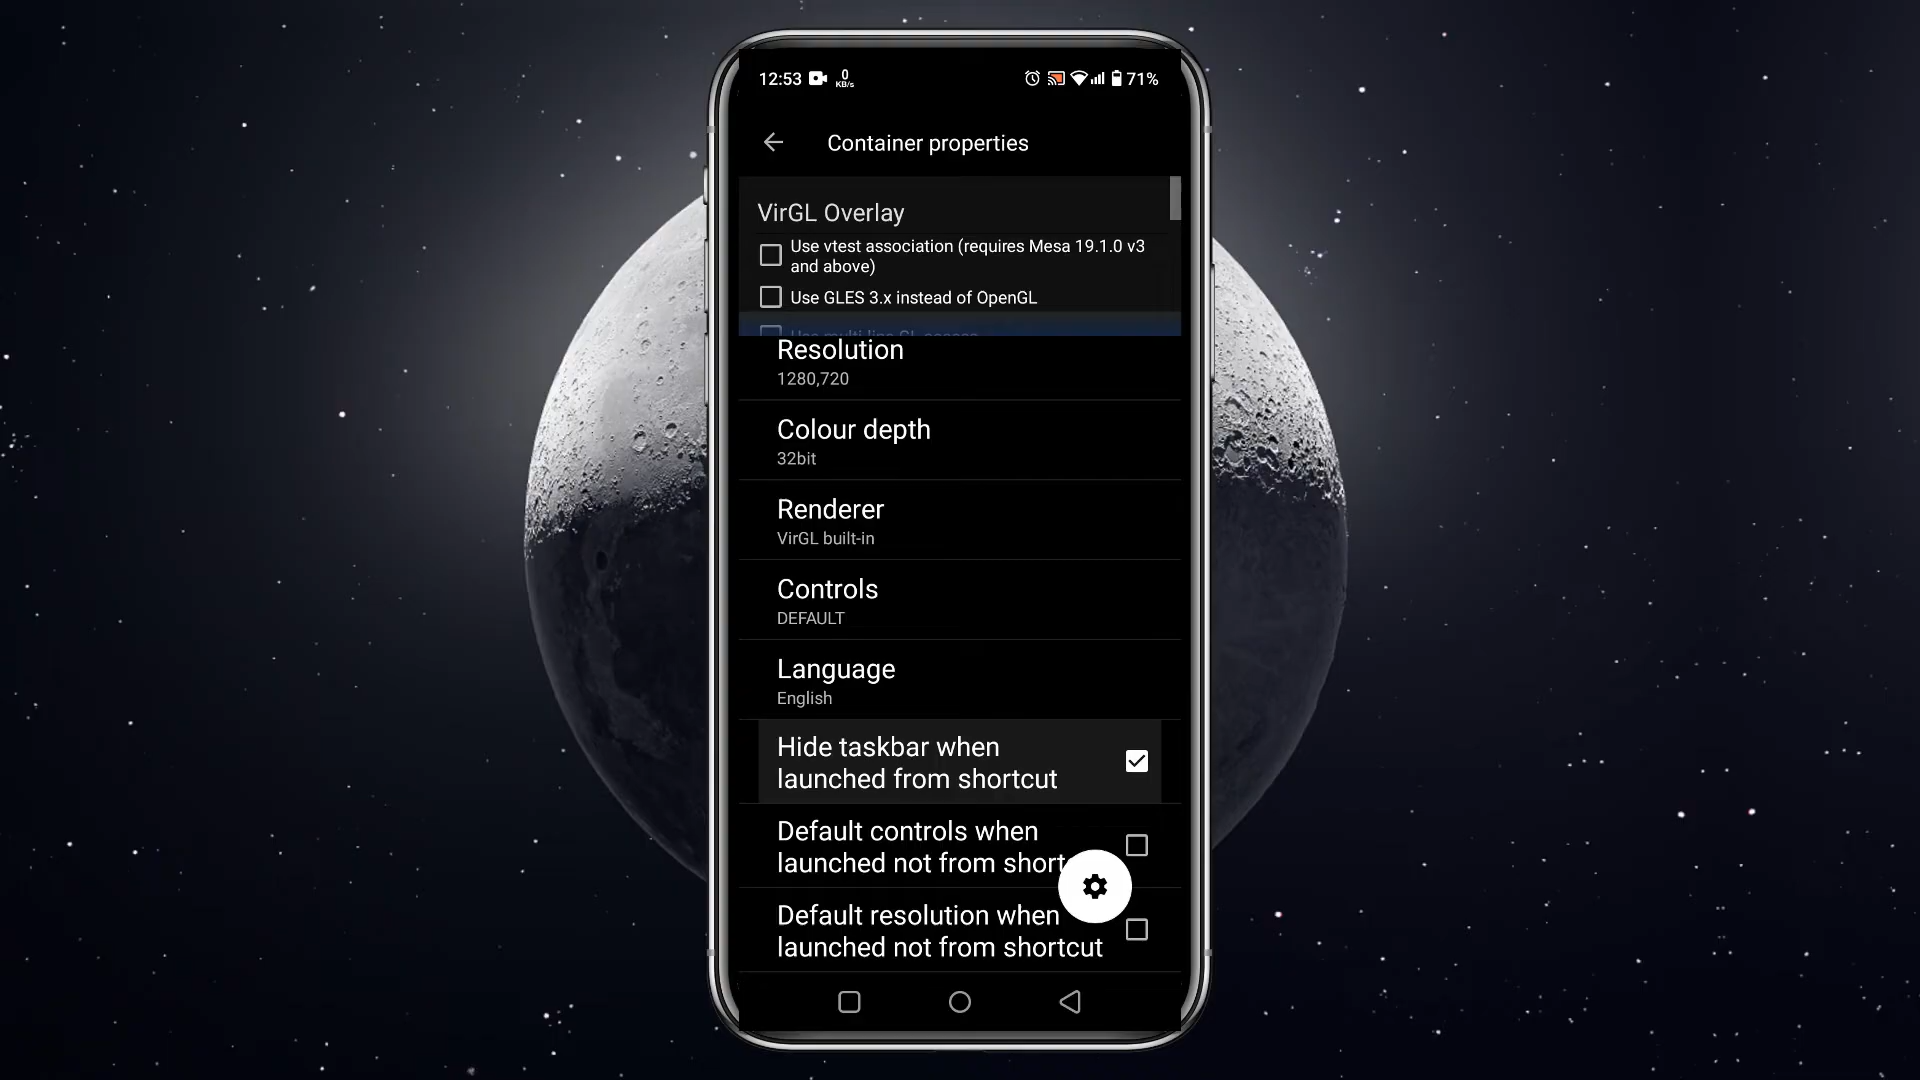 12:53 0 KB/s 71%
Container properties
VirGL Overlay
Use vtest association (requires Mesa 19.1.0 v3
and above)
Use GLES 3.x instead of OpenGL
Resolution
1280,720
Colour depth
32bit
Renderer
VirGL built-in
Controls
DEFAULT
Language
English
Hide taskbar when
launched from shortcut
Default controls when
launched not from
Default resolution when
launched not from shortcut